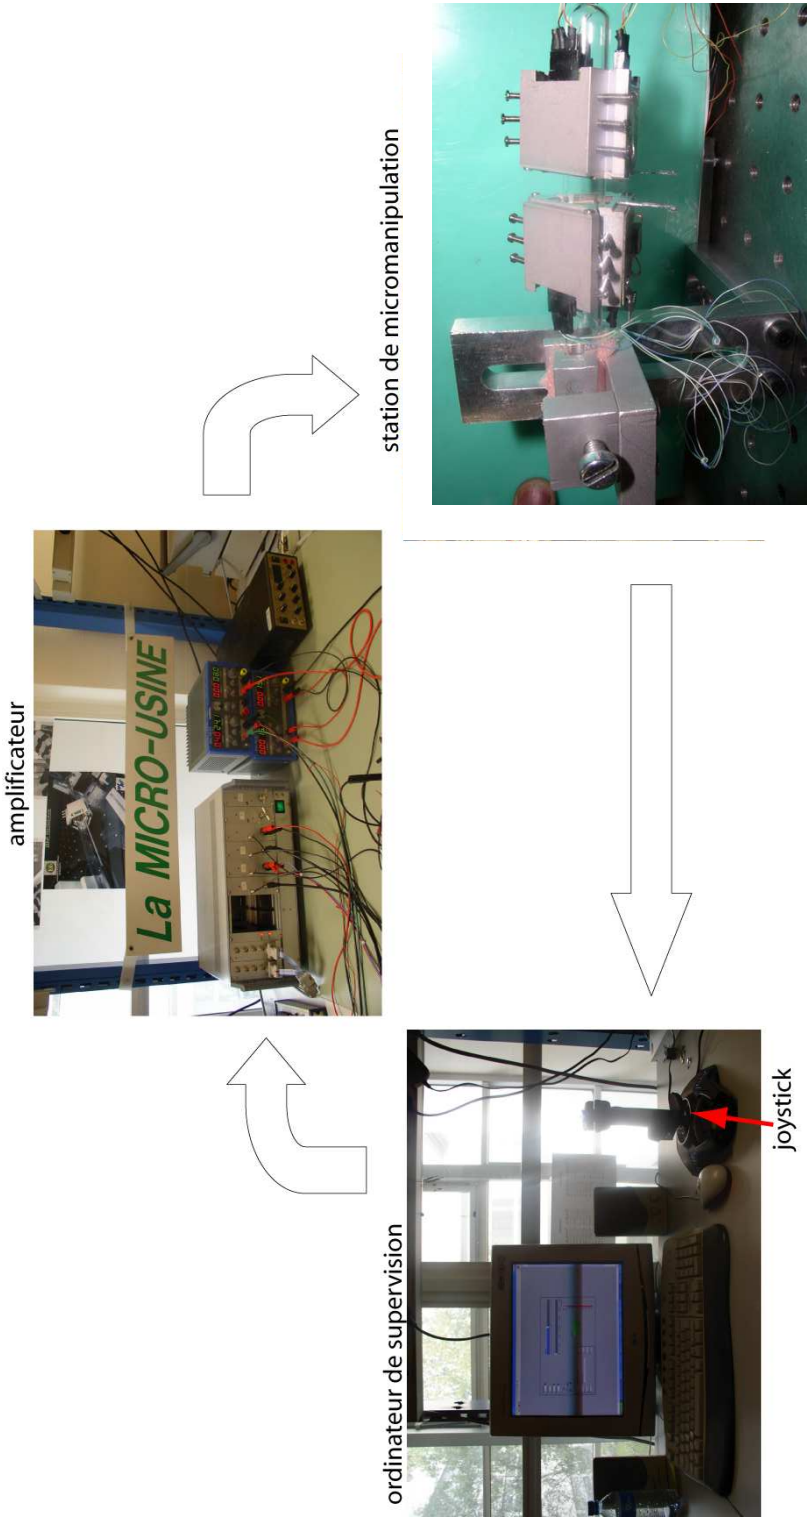 amplificateur
La MICRO-USINE
station de micromanipulation
ordinateur de supervision
joystick